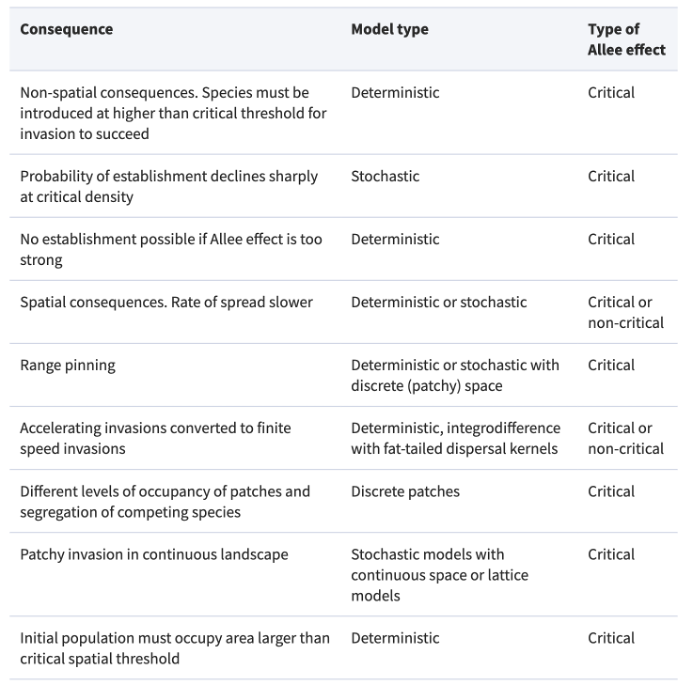 Consequence Model type Type of
Allee effect
Non-spatial consequences. Species must be Deterministic Critical
introduced at higher than critical threshold for
invasion to succeed
Probability of establishment declines sharply Stochastic Critical
at critical density
No establishment possible if Allee effect is too Deterministic Critical
strong
Spatial consequences. Rate of spread slower Deterministic or stochastic Critical or
non-critical
Range pinning Deterministic or stochastic with Critical
discrete (patchy) space
Accelerating invasions converted to finite Deterministic, integrodifference Critical or
speed invasions with fat-tailed dispersal kernels non-critical
Different levels of occupancy of patches and Discrete patches Critical
segregation of competing species
Patchy invasion in continuous landscape Stochastic models with Critical
continuous space or lattice
models
Initial population must occupy area larger than Deterministic Critical
critical spatial threshold